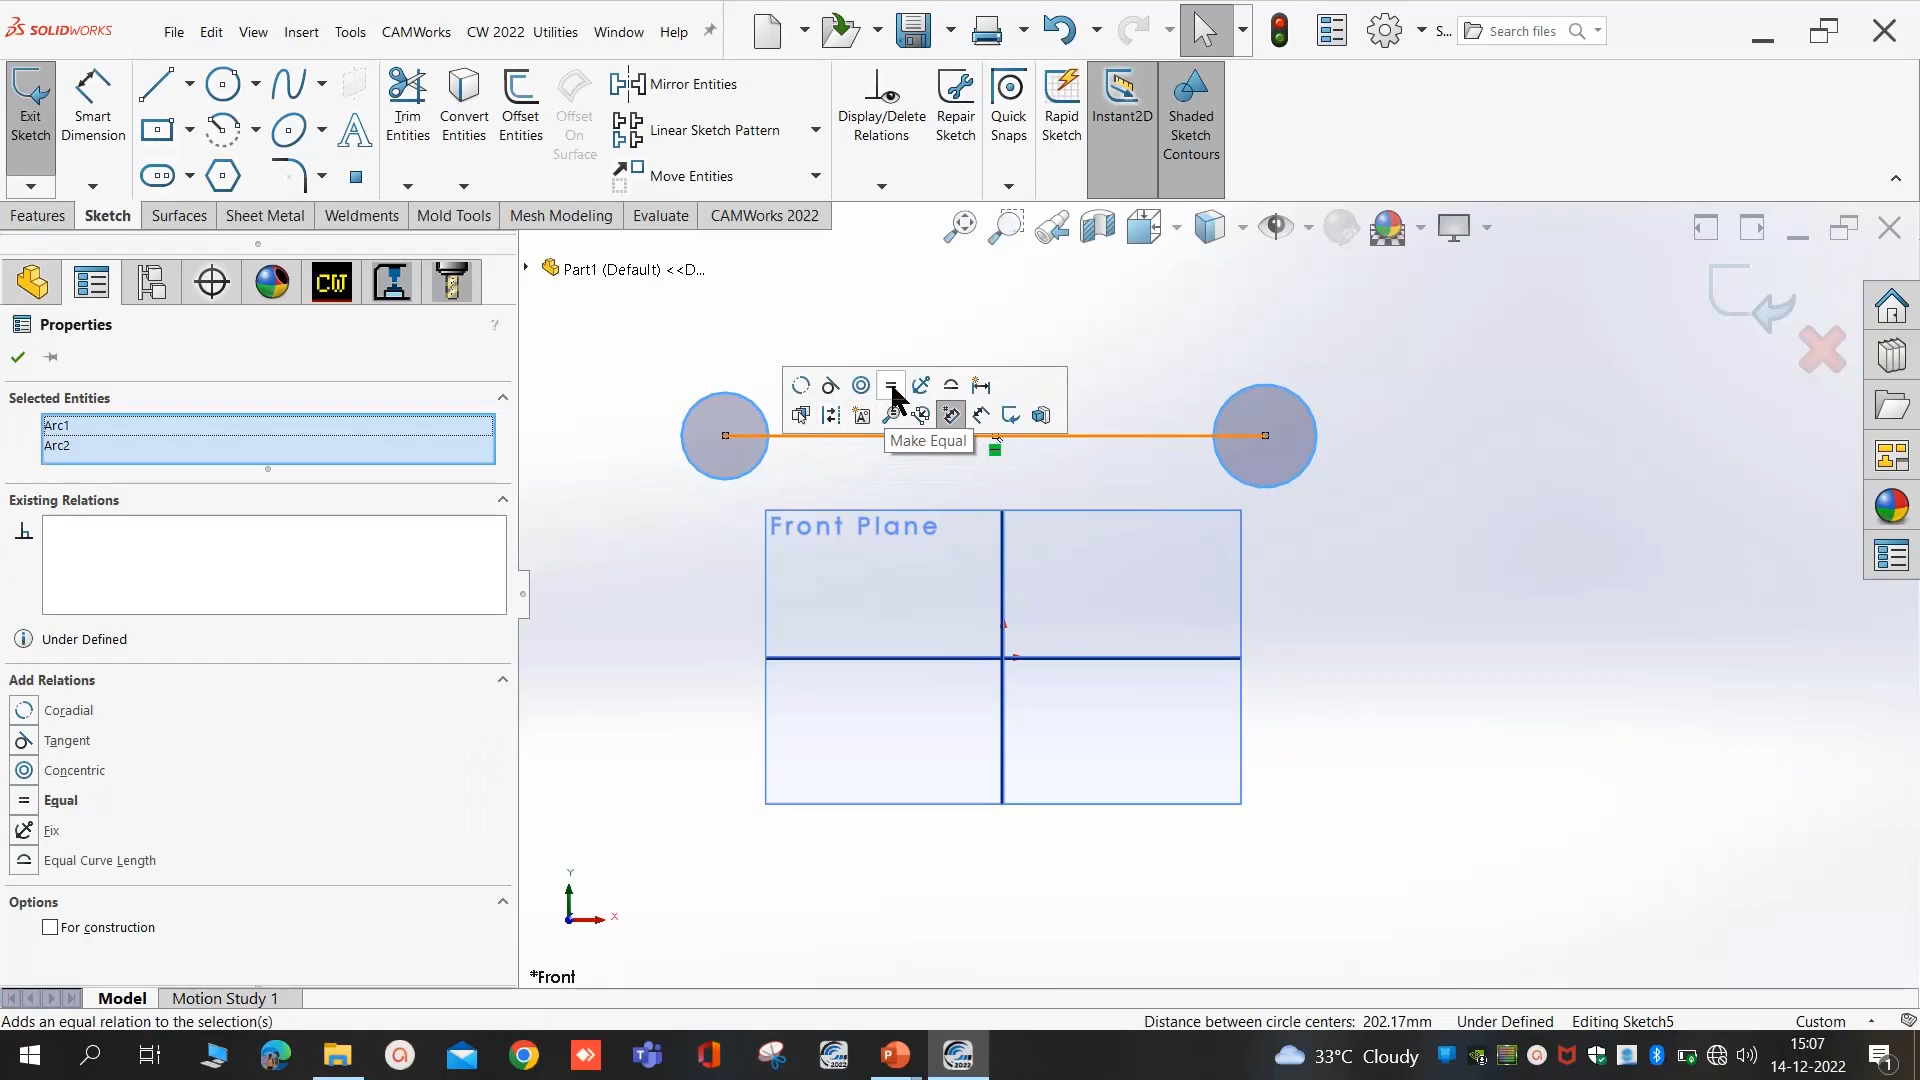 SOLIDWORKS File Edit View Insert Tools CAMWorks CW 2022 Utilities Window Help S... Search files
Exit Sketch
Smart Dimension
Trim Entities
Convert Entities
Offset Entities
Offset On Surface
Mirror Entities
Linear Sketch Pattern
Move Entities
Display/Delete Relations
Repair Sketch
Quick Snaps
Rapid Sketch
Instant2D
Shaded Sketch Contours
Features Sketch Surfaces Sheet Metal Weldments Mold Tools Mesh Modeling Evaluate CAMWorks 2022
Part1 (Default) <<D...
CW
Properties ?
Selected Entities
Arc1
Arc2
Make Equal
Existing Relations
Front Plane
Under Defined
Add Relations
Coradial
Tangent
Concentric
Equal
Fix
Equal Curve Length
Options
For construction
Y
X
*Front
Model Motion Study 1
Adds an equal relation to the selection(s) Distance between circle centers: 202.17mm Under Defined Editing Sketch5 Custom
2022 2022
33°C Cloudy
15:07
14-12-2022
1